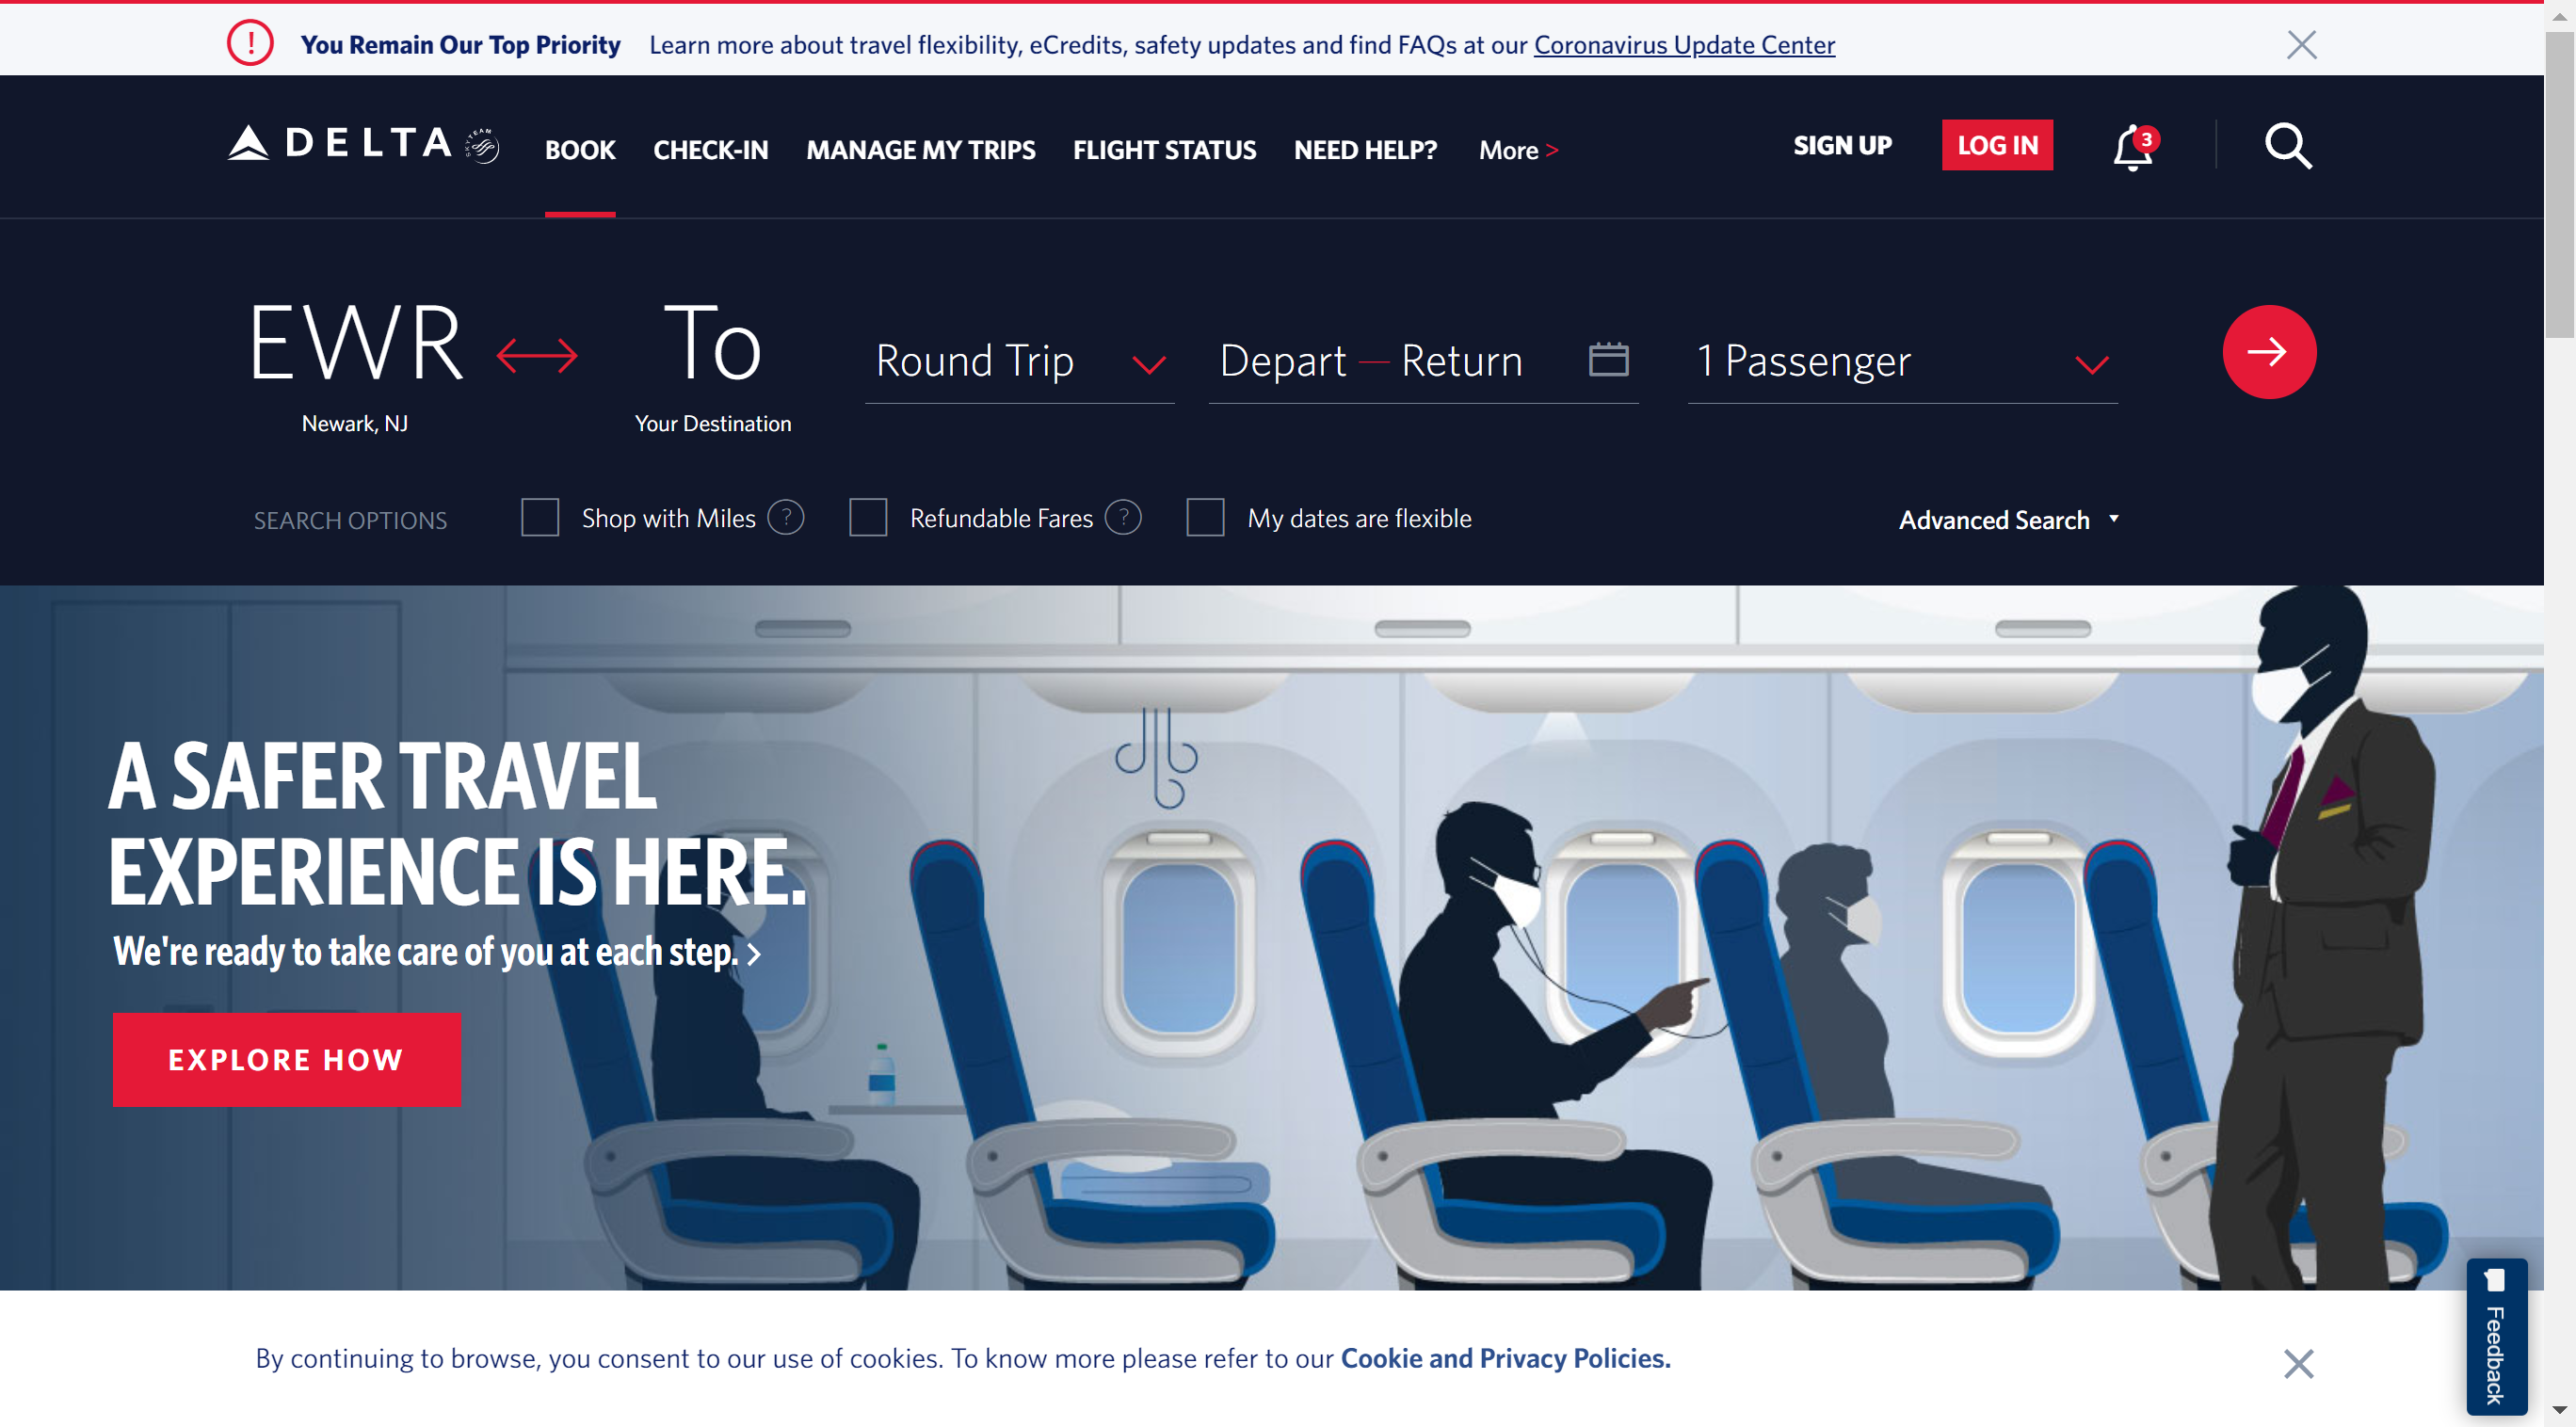 You Remain Our Top Priority Learn more about travel flexibility, eCredits, safety updates and find FAQs at our Coronavirus Update Center
DELTA SKYTEAM BOOK CHECK-IN MANAGE MY TRIPS FLIGHT STATUS NEED HELP? More > SIGN UP LOG IN 3
EWR To Round Trip Depart — Return 1 Passenger
Newark, NJ Your Destination
SEARCH OPTIONS Shop with Miles ? Refundable Fares ? My dates are flexible Advanced Search
A SAFER TRAVEL
EXPERIENCE IS HERE.
We're ready to take care of you at each step. >
EXPLORE HOW
Feedback
By continuing to browse, you consent to our use of cookies. To know more please refer to our Cookie and Privacy Policies.